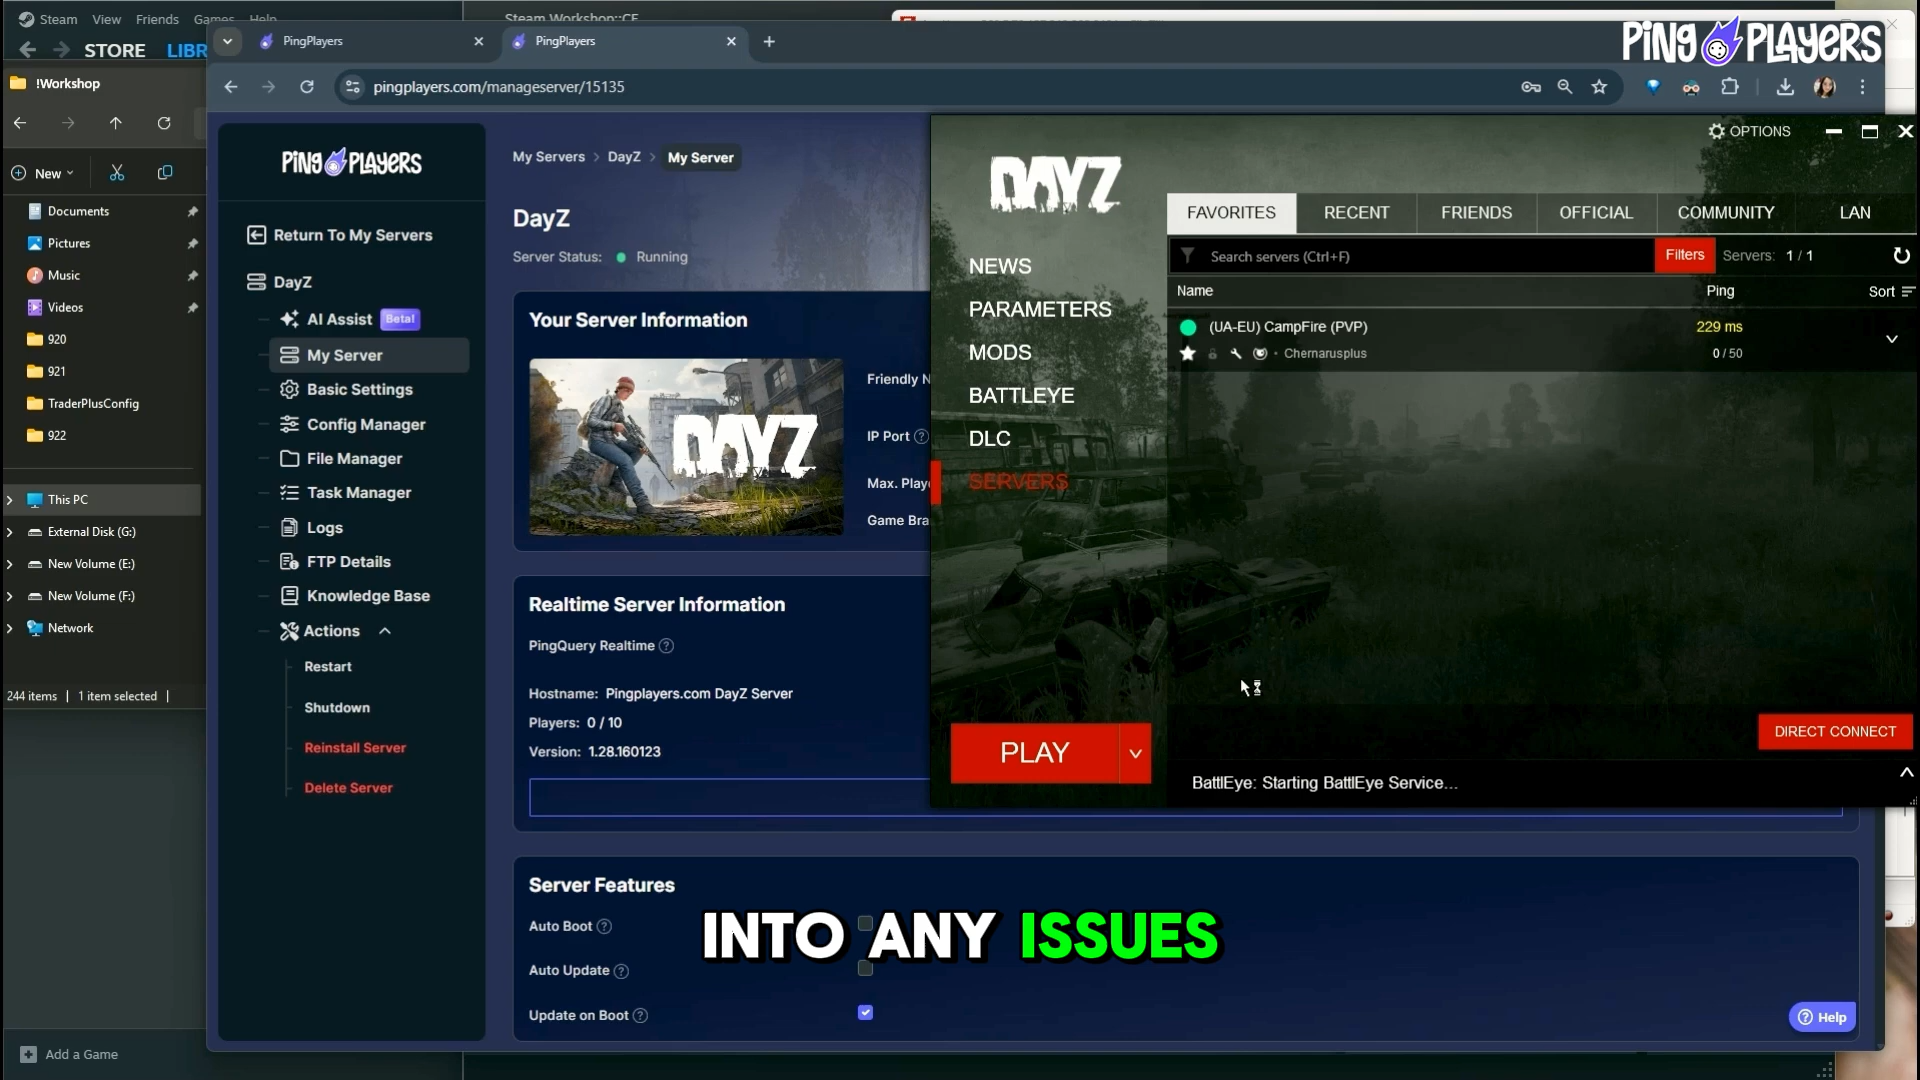 Steam View Friends Games Help
Steam Workshop::CF
STORE LIBR
!Workshop
PingPlayers
PingPlayers
PiNG PLAYERS
pingplayers.com/manageserver/15135
New
Documents
Pictures
Music
Videos
920
921
TraderPlusConfig
922
This PC
External Disk (G:)
New Volume (E:)
New Volume (F:)
Network
244 items 1 item selected
Add a Game
PiNG PLAYERS
Return To My Servers
DayZ
AI Assist Beta!
My Server
Basic Settings
Config Manager
File Manager
Task Manager
Logs
FTP Details
Knowledge Base
Actions
Restart
Shutdown
Reinstall Server
Delete Server
My Servers > DayZ > My Server
DayZ
Server Status: Running
Your Server Information
DAYZ
Friendly N
IP Port
Max. Playe
Game Bra
Realtime Server Information
PingQuery Realtime
Hostname: Pingplayers.com DayZ Server
Players: 0 / 10
Version: 1.28.160123
Server Features
Auto Boot
Auto Update
Update on Boot
Help
OPTIONS
DAYZ
NEWS
PARAMETERS
MODS
BATTLEYE
DLC
SERVERS
PLAY
FAVORITES RECENT FRIENDS OFFICIAL COMMUNITY LAN
Search servers (Ctrl+F) Filters Servers: 1 / 1
Name Ping Sort
(UA-EU) CampFire (PVP) 229 ms
Chernarusplus 0 / 50
DIRECT CONNECT
BattlEye: Starting BattlEye Service...
INTO ANY ISSUES